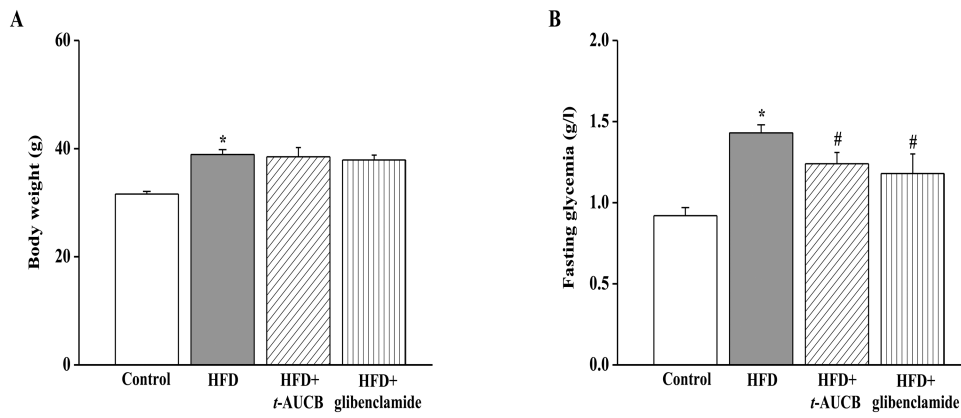 A
Body weight (g)
60
40
20
0
*
Control
HFD
HFD+
t-AUCB
HFD+
glibenclamide
B
Fasting glycemia (g/l)
2.0
1.5
1.0
0.5
0.0
*
#
#
Control
HFD
HFD+
t-AUCB
HFD+
glibenclamide